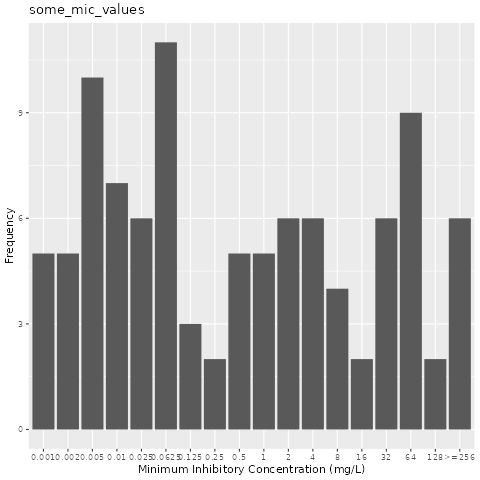 some_mic_values
9
6
3
0
Frequency
0.001 0.002 0.005 0.01 0.025 0.0625 0.125 0.25 0.5 1 2 4 8 16 32 64 128 >=256
Minimum Inhibitory Concentration (mg/L)